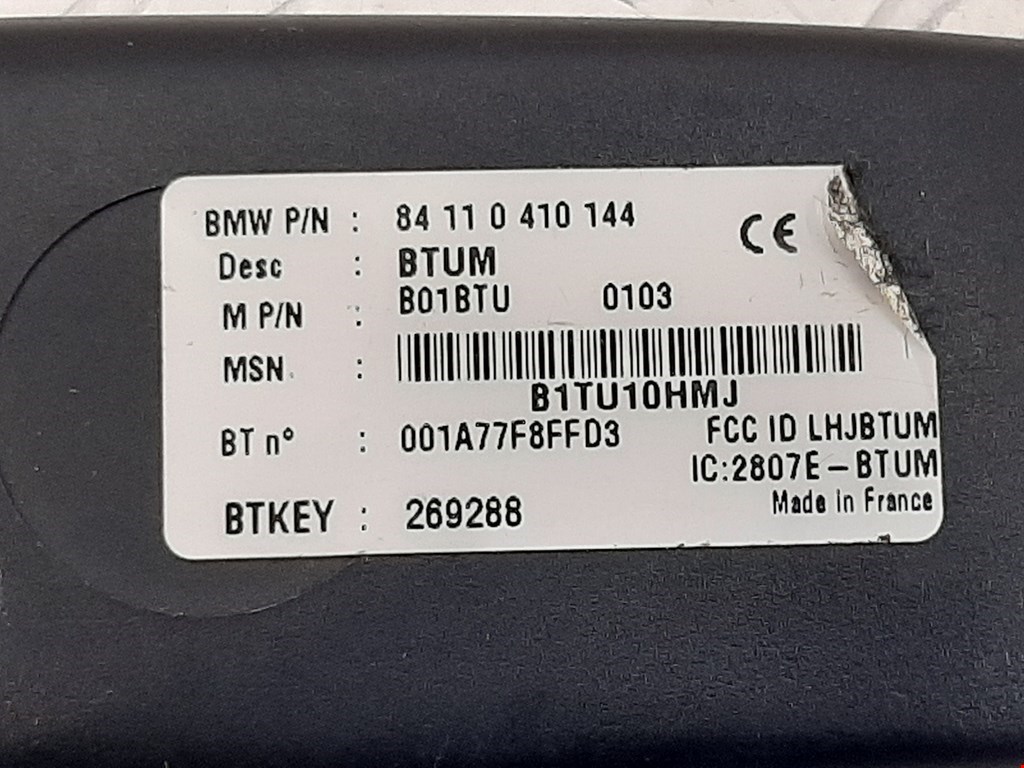 BMW P/N : 84 11 0 410 144
CE
Desc : BTUM
M P/N : B01BTU 0103
MSN :
B1TU10HMJ
BT n° : 001A77F8FFD3 FCC ID LHJBTUM
IC:2807E-BTUM
BTKEY : 269288 Made in France